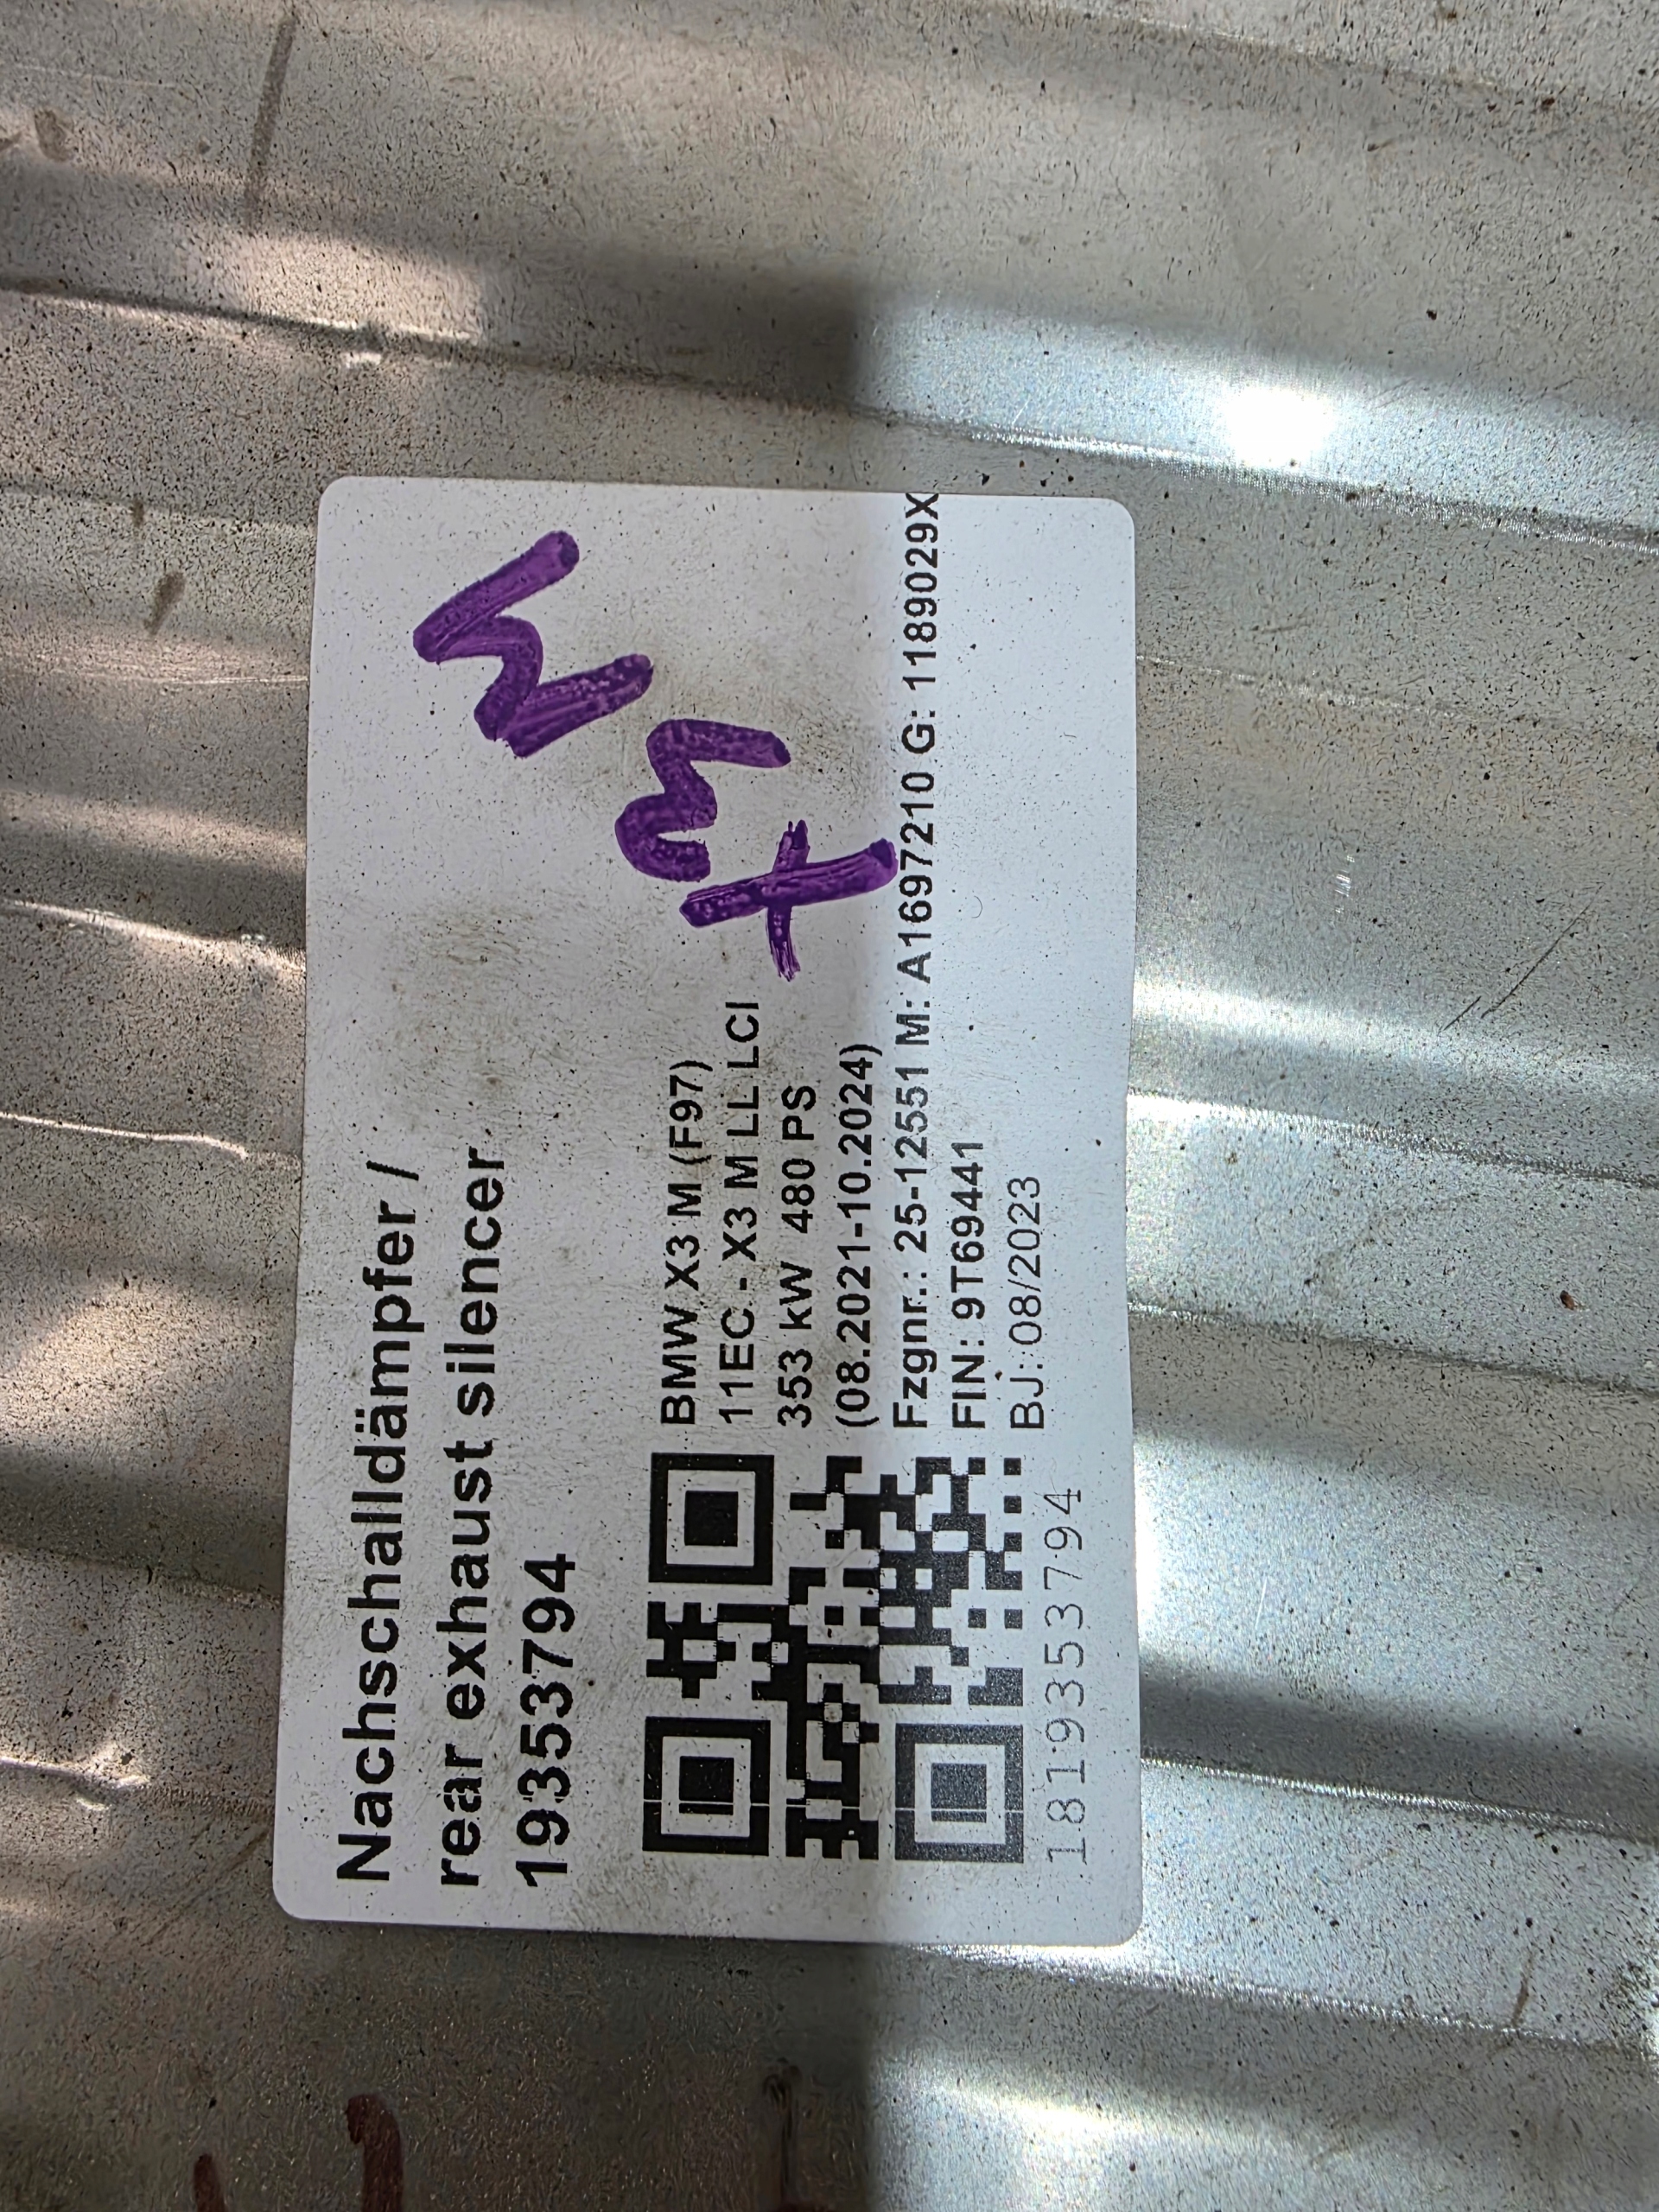 Nachschalldämpfer /
rear exhaust silencer
19353794
BMW X3 M (F97)
11EC - X3 M LL LCI
353 kW 480 PS
(08.2021-10.2024)
Fzgnr.: 25-12551 M: A1697210 G: 1189029X
FIN: 9T69441
BJ: 08/2023
1819353794